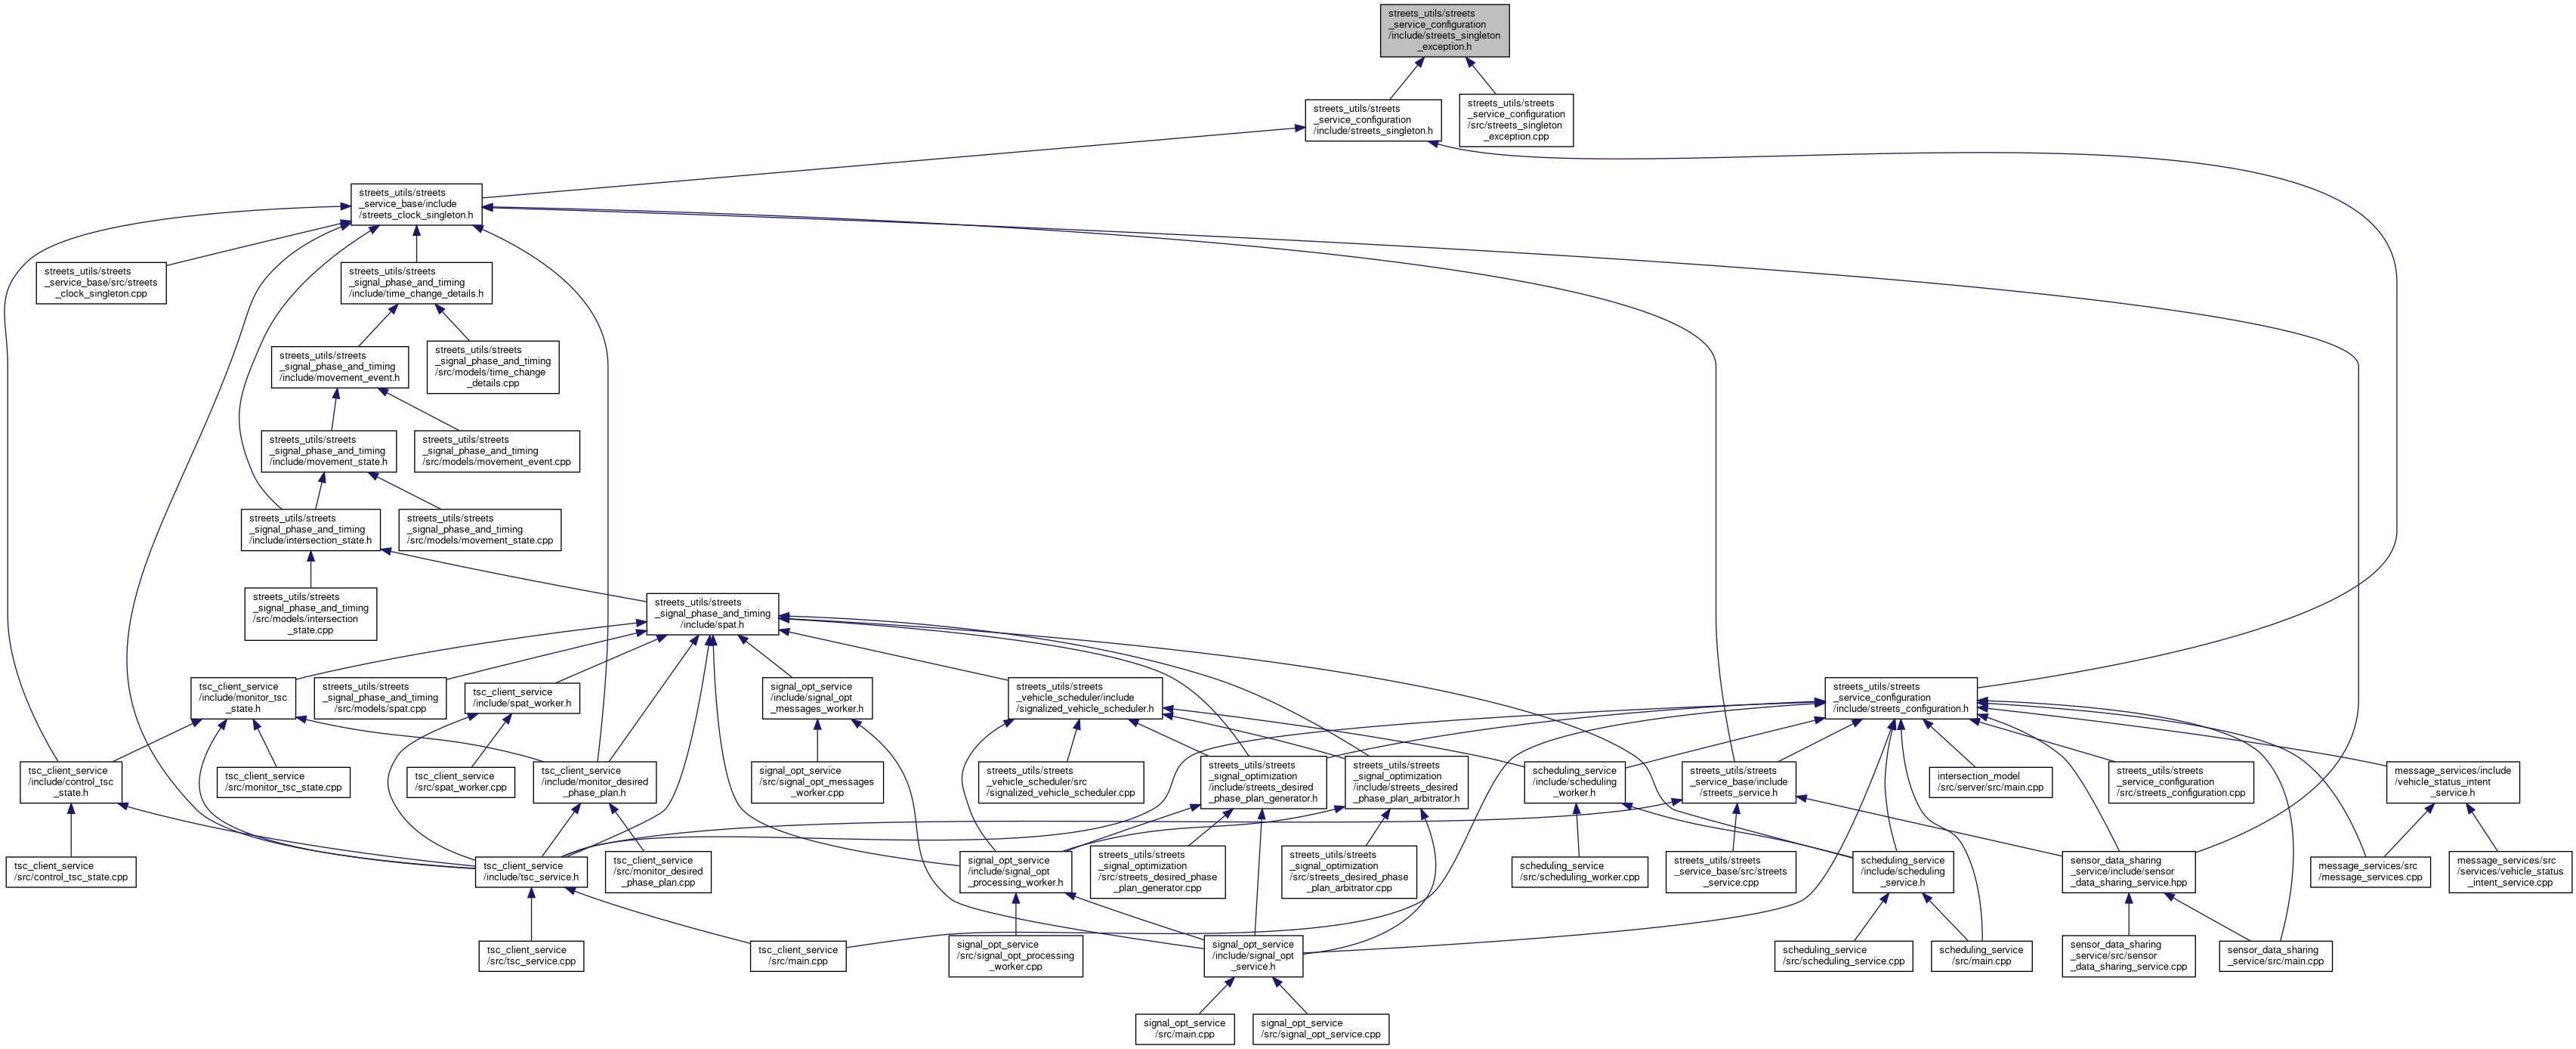 streets_utils/streets
_service_configuration
/include/streets_singleton
_exception.h
streets_utils/streets
_service_configuration
/include/streets_singleton.h
streets_utils/streets
_service_configuration
/src/streets_singleton
_exception.cpp
streets_utils/streets
_service_base/include
/streets_clock_singleton.h
streets_utils/streets
_service_base/src/streets
_clock_singleton.cpp
streets_utils/streets
_signal_phase_and_timing
/include/time_change_details.h
streets_utils/streets
_signal_phase_and_timing
/include/movement_event.h
streets_utils/streets
_signal_phase_and_timing
/src/models/time_change
_details.cpp
streets_utils/streets
_signal_phase_and_timing
/include/movement_state.h
streets_utils/streets
_signal_phase_and_timing
/src/models/movement_event.cpp
streets_utils/streets
_signal_phase_and_timing
/include/intersection_state.h
streets_utils/streets
_signal_phase_and_timing
/src/models/movement_state.cpp
streets_utils/streets
_signal_phase_and_timing
/src/models/intersection
_state.cpp
streets_utils/streets
_signal_phase_and_timing
/include/spat.h
tsc_client_service
/include/monitor_tsc
_state.h
streets_utils/streets
_signal_phase_and_timing
/src/models/spat.cpp
tsc_client_service
/include/spat_worker.h
signal_opt_service
/include/signal_opt
_messages_worker.h
streets_utils/streets
_vehicle_scheduler/include
/signalized_vehicle_scheduler.h
streets_utils/streets
_service_configuration
/include/streets_configuration.h
tsc_client_service
/include/control_tsc
_state.h
tsc_client_service
/src/monitor_tsc_state.cpp
tsc_client_service
/src/spat_worker.cpp
tsc_client_service
/include/monitor_desired
_phase_plan.h
signal_opt_service
/src/signal_opt_messages
_worker.cpp
streets_utils/streets
_vehicle_scheduler/src
/signalized_vehicle_scheduler.cpp
streets_utils/streets
_signal_optimization
/include/streets_desired
_phase_plan_generator.h
streets_utils/streets
_signal_optimization
/include/streets_desired
_phase_plan_arbitrator.h
scheduling_service
/include/scheduling
_worker.h
streets_utils/streets
_service_base/include
/streets_service.h
intersection_model
/src/server/src/main.cpp
streets_utils/streets
_service_configuration
/src/streets_configuration.cpp
message_services/include
/vehicle_status_intent
_service.h
tsc_client_service
/src/control_tsc_state.cpp
tsc_client_service
/include/tsc_service.h
tsc_client_service
/src/monitor_desired
_phase_plan.cpp
signal_opt_service
/include/signal_opt
_processing_worker.h
streets_utils/streets
_signal_optimization
/src/streets_desired_phase
_plan_generator.cpp
streets_utils/streets
_signal_optimization
/src/streets_desired_phase
_plan_arbitrator.cpp
scheduling_service
/src/scheduling_worker.cpp
streets_utils/streets
_service_base/src/streets
_service.cpp
scheduling_service
/include/scheduling
_service.h
sensor_data_sharing
_service/include/sensor
_data_sharing_service.hpp
message_services/src
/message_services.cpp
message_services/src
/services/vehicle_status
_intent_service.cpp
tsc_client_service
/src/tsc_service.cpp
tsc_client_service
/src/main.cpp
signal_opt_service
/src/signal_opt_processing
_worker.cpp
signal_opt_service
/include/signal_opt
_service.h
scheduling_service
/src/scheduling_service.cpp
scheduling_service
/src/main.cpp
sensor_data_sharing
_service/src/sensor
_data_sharing_service.cpp
sensor_data_sharing
_service/src/main.cpp
signal_opt_service
/src/main.cpp
signal_opt_service
/src/signal_opt_service.cpp